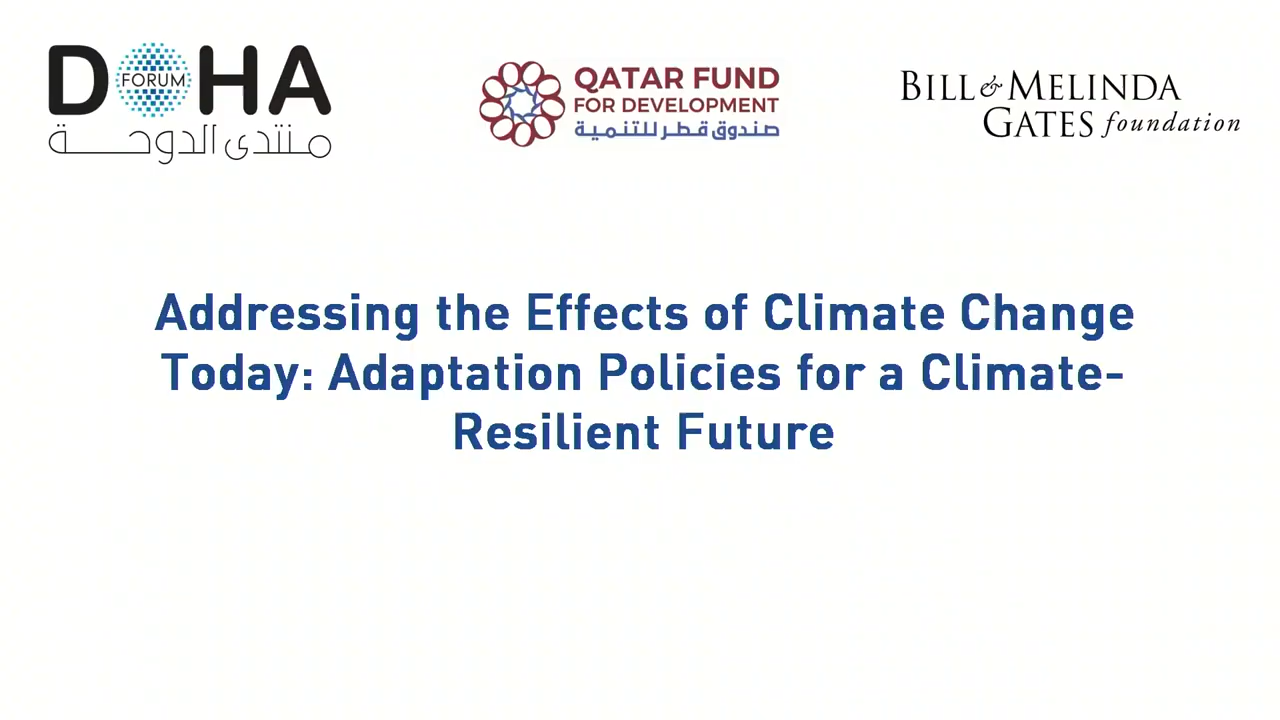 DOHA
FORUM
منتدى الدوحة
QATAR FUND
FOR DEVELOPMENT
صندوق قطر للتنمية
BILL & MELINDA
GATES foundation
Addressing the Effects of Climate Change
Today: Adaptation Policies for a Climate-
Resilient Future